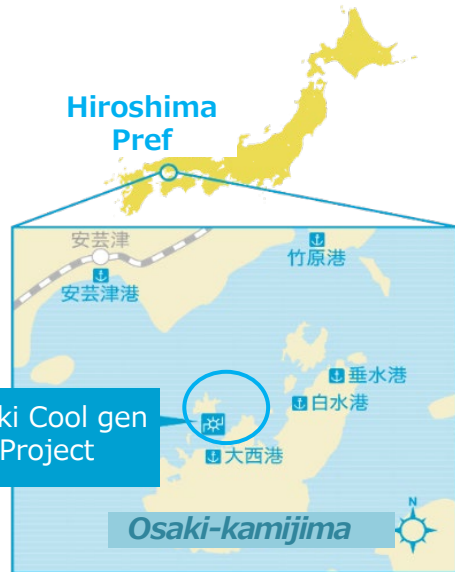 Hiroshima
Pref
安芸津
安芸津港
竹原港
垂水港
白水港
ki Cool gen
Project
大西港
N
Osaki-kamijima